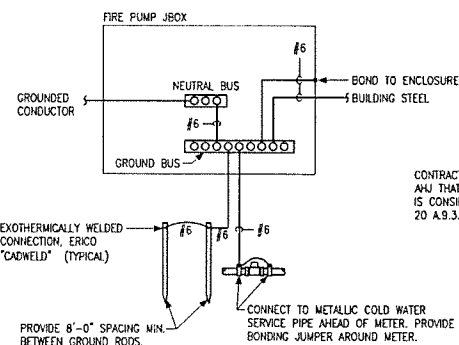 FIRE PUMP JBOX
#6
NEUTRAL BUS
BOND TO ENCLOSURE
GROUNDED
CONDUCTOR
BUILDING STEEL
#6
GROUND BUS
CONTRACT
AHJ THAT
IS CONSI
20 A.9.3.
EXOTHERMICALLY WELDED
CONNECTION, ERICO
"CADWELD" (TYPICAL)
#6
#6
#6
CONNECT TO METALLIC COLD WATER
SERVICE PIPE AHEAD OF METER. PROVIDE
BONDING JUMPER AROUND METER.
PROVIDE 8'-0" SPACING MIN.
BETWEEN GROUND RODS.